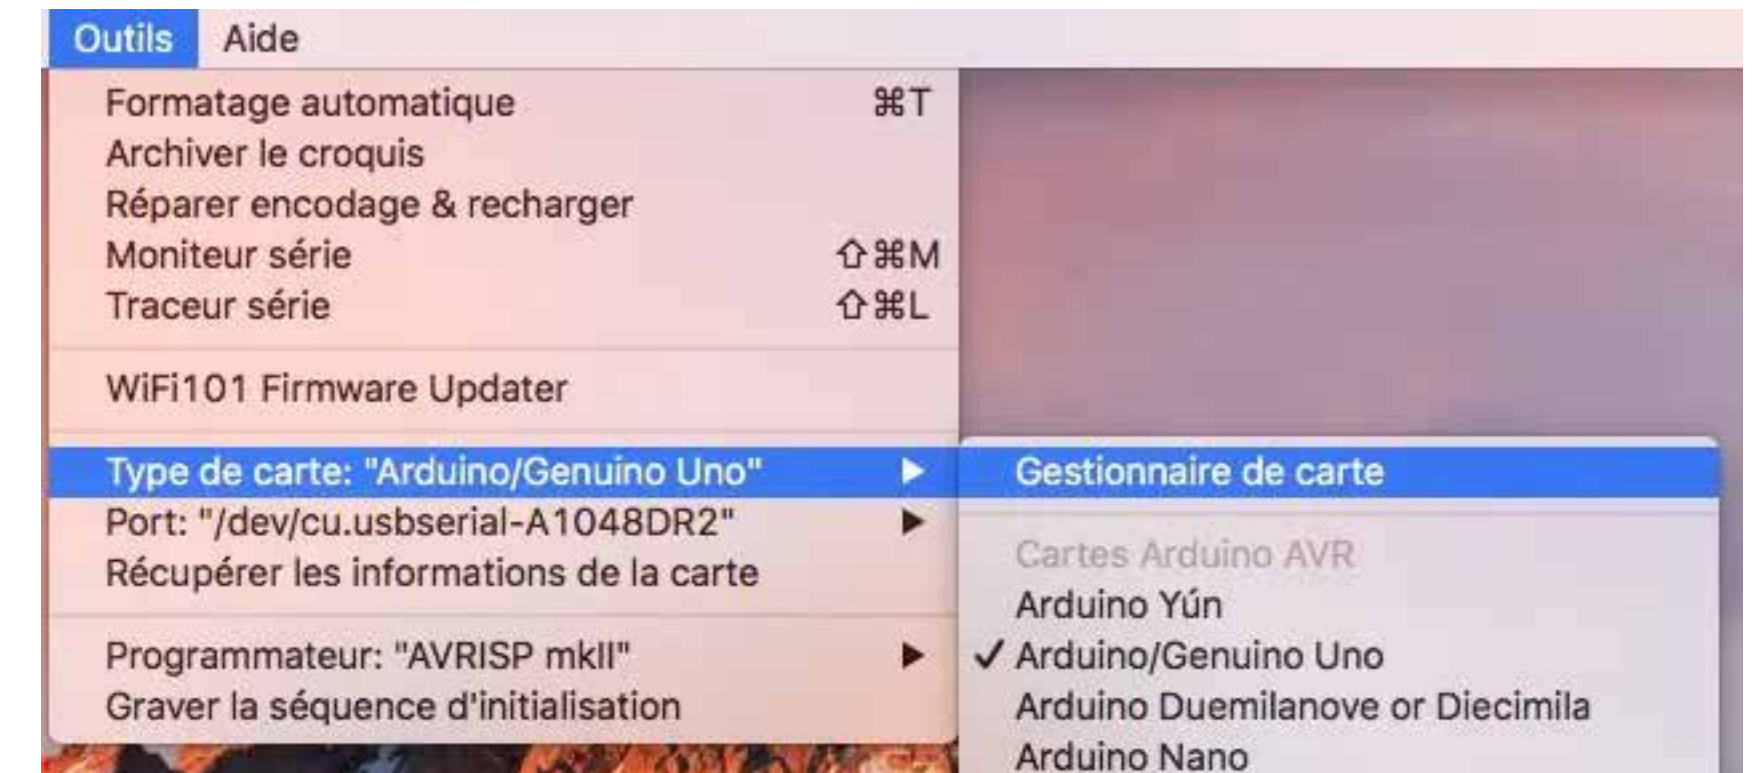 Outils Aide
Formatage automatique ⌘T
Archiver le croquis
Réparer encodage & recharger
Moniteur série ⇧⌘M
Traceur série ⇧⌘L
WiFi101 Firmware Updater
Type de carte: "Arduino/Genuino Uno" ▶ Gestionnaire de carte
Port: "/dev/cu.usbserial-A1048DR2" ▶
Cartes Arduino AVR
Récupérer les informations de la carte
Arduino Yún
Programmateur: "AVRISP mkII" ▶ ✓ Arduino/Genuino Uno
Graver la séquence d'initialisation Arduino Duemilanove or Diecimila
Arduino Nano